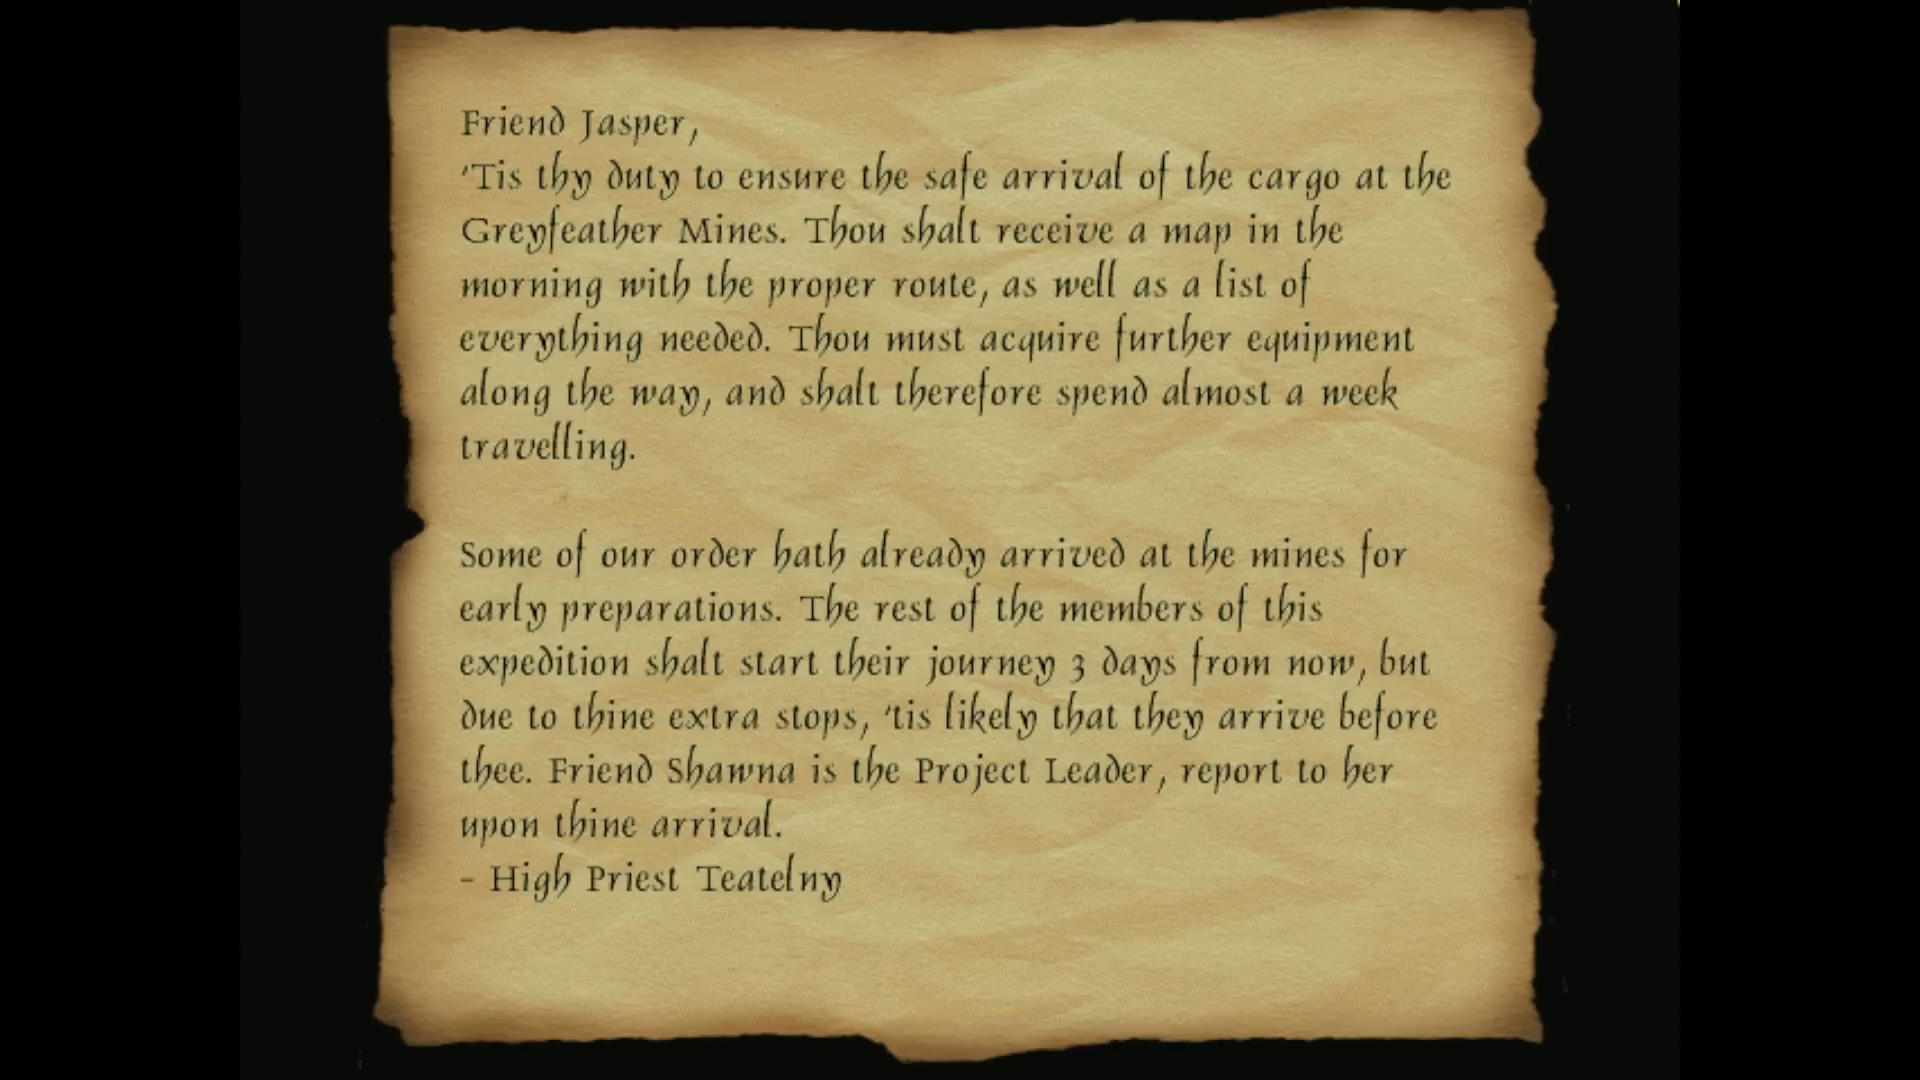 Friend Jasper,
'Tis thy duty to ensure the safe arrival of the cargo at the
Greyfeather Mines. Thou shalt receive a map in the
morning with the proper route, as well as a list of
everything needed. Thou must acquire further equipment
along the way, and shalt therefore spend almost a week
travelling.
Some of our order hath already arrived at the mines for
early preparations. The rest of the members of this
expedition shalt start their journey 3 days from now, but
due to thine extra stops, 'tis likely that they arrive before
thee. Friend Shawna is the Project Leader, report to her
upon thine arrival.
- High Priest Teatelny